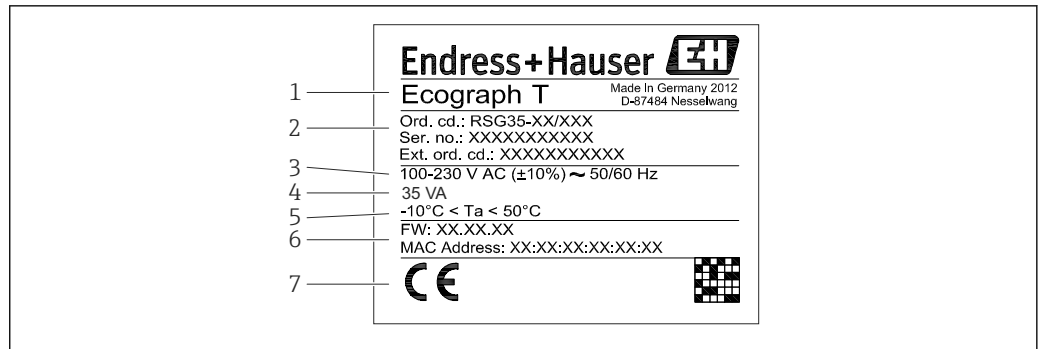 Endress+Hauser EH
1 Ecograph T Made In Germany 2012
D-87484 Nesselwang
2 Ord. cd.: RSG35-XX/XXX
Ser. no.: XXXXXXXXXXX
Ext. ord. cd.: XXXXXXXXXXX
3 100-230 V AC (±10%) ~ 50/60 Hz
4 35 VA
5 -10°C < Ta < 50°C
6 FW: XX.XX.XX
MAC Address: XX:XX:XX:XX:XX:XX
7 CE